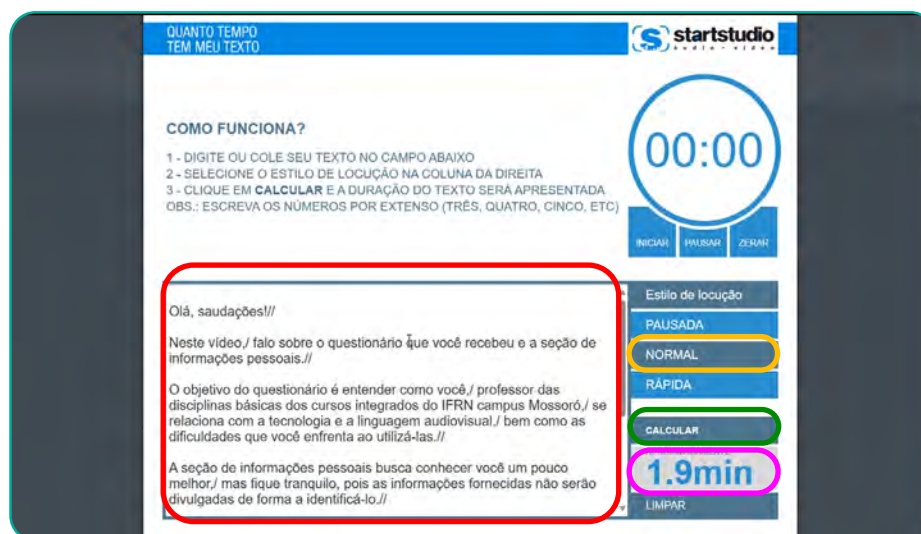 QUANTO TEMPO
TEM MEU TEXTO
startstudio
audio - video
COMO FUNCIONA?
1 - DIGITE OU COLE SEU TEXTO NO CAMPO ABAIXO
2 - SELECIONE O ESTILO DE LOCUÇÃO NA COLUNA DA DIREITA
3 - CLIQUE EM CALCULAR E A DURAÇÃO DO TEXTO SERÁ APRESENTADA
OBS.: ESCREVA OS NÚMEROS POR EXTENSO (TRÊS, QUATRO, CINCO, ETC)
00:00
INICIAR PAUSAR ZERAR
Olá, saudações!//
Neste vídeo,/ falo sobre o questionário que você recebeu e a seção de
informações pessoais.//
O objetivo do questionário é entender como você,/ professor das
disciplinas básicas dos cursos integrados do IFRN campus Mossoró,/ se
relaciona com a tecnologia e a linguagem audiovisual,/ bem como as
dificuldades que você enfrenta ao utilizá-las.//
A seção de informações pessoais busca conhecer você um pouco
melhor,/ mas fique tranquilo, pois as informações fornecidas não serão
divulgadas de forma a identificá-lo.//
Estilo de locução
PAUSADA
NORMAL
RÁPIDA
CALCULAR
1.9min
LIMPAR